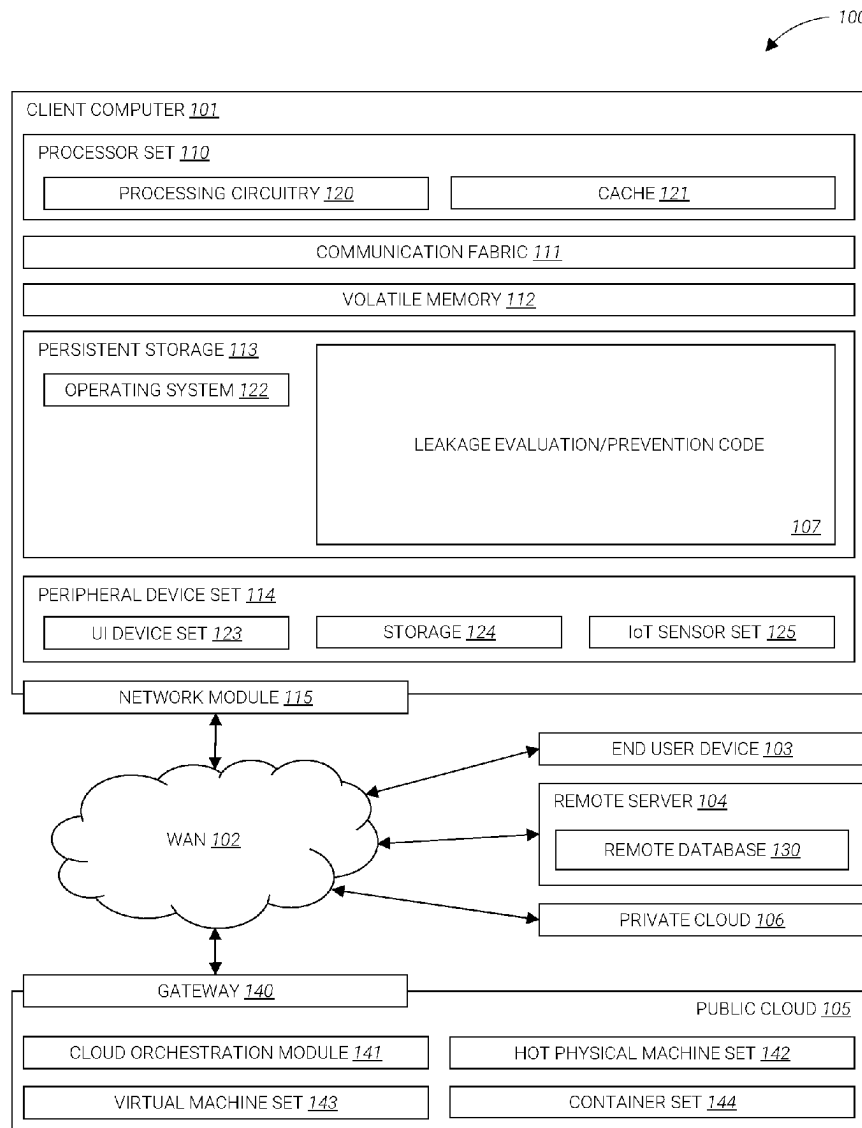 100
CLIENT COMPUTER 101
PROCESSOR SET 110
PROCESSING CIRCUITRY 120
CACHE 121
COMMUNICATION FABRIC 111
VOLATILE MEMORY 112
PERSISTENT STORAGE 113
OPERATING SYSTEM 122
LEAKAGE EVALUATION/PREVENTION CODE
107
PERIPHERAL DEVICE SET 114
UI DEVICE SET 123
STORAGE 124
IoT SENSOR SET 125
NETWORK MODULE 115
END USER DEVICE 103
REMOTE SERVER 104
WAN 102
REMOTE DATABASE 130
PRIVATE CLOUD 106
GATEWAY 140
PUBLIC CLOUD 105
CLOUD ORCHESTRATION MODULE 141
HOT PHYSICAL MACHINE SET 142
VIRTUAL MACHINE SET 143
CONTAINER SET 144